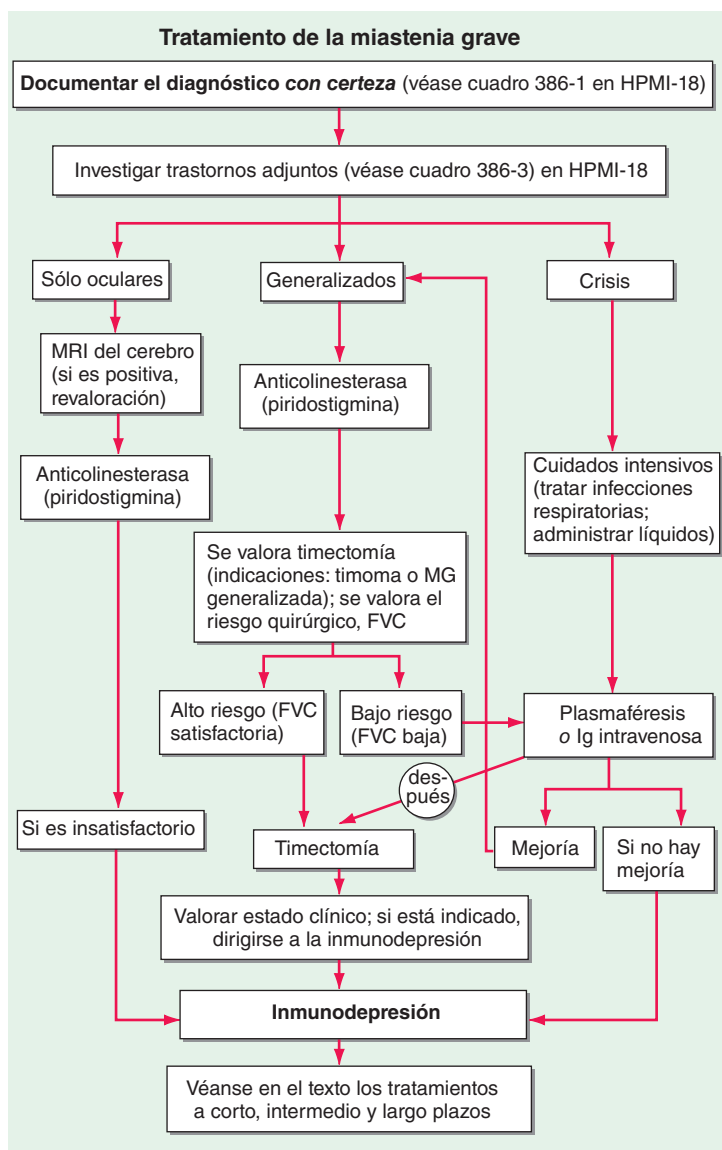 Tratamiento de la miastenia grave
Documentar el diagnóstico con certeza (véase cuadro 386-1 en HPMI-18)
Investigar trastornos adjuntos (véase cuadro 386-3) en HPMI-18
Sólo oculares
Generalizados
Crisis
MRI del cerebro
(si es positiva,
revaloración)
Anticolinesterasa
(piridostigmina)
Anticolinesterasa
(piridostigmina)
Cuidados intensivos
(tratar infecciones
respiratorias;
administrar líquidos)
Se valora timectomía
(indicaciones: timoma o MG
generalizada); se valora el
riesgo quirúrgico, FVC
Alto riesgo (FVC
satisfactoria)
Bajo riesgo
(FVC baja)
Plasmaféresis
o Ig intravenosa
des-
pués
Si es insatisfactorio
Timectomía
Mejoría
Si no hay
mejoría
Valorar estado clínico; si está indicado,
dirigirse a la inmunodepresión
Inmunodepresión
Véanse en el texto los tratamientos
a corto, intermedio y largo plazos